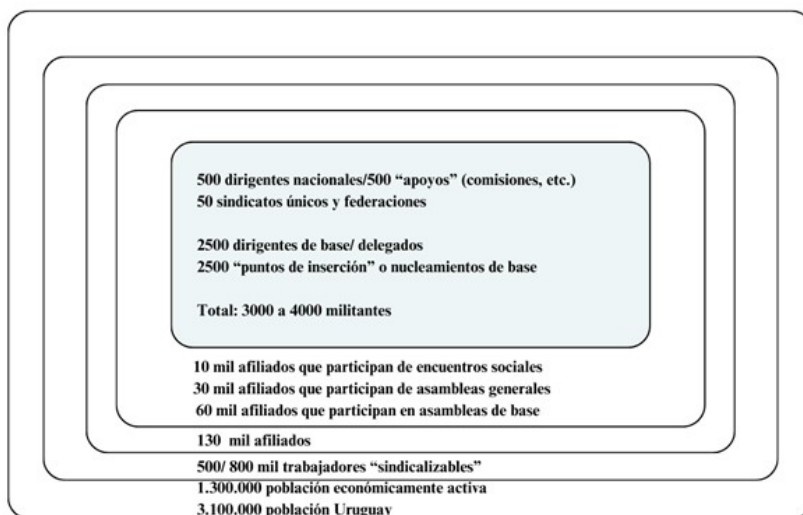 500 dirigentes nacionales/500 “apoyos” (comisiones, etc.)
50 sindicatos únicos y federaciones
2500 dirigentes de base/ delegados
2500 “puntos de inserción” o nucleamientos de base
Total: 3000 a 4000 militantes
10 mil afiliados que participan de encuentros sociales
30 mil afiliados que participan de asambleas generales
60 mil afiliados que participan en asambleas de base
130 mil afiliados
500/ 800 mil trabajadores “sindicalizables”
1.300.000 población económicamente activa
3.100.000 población Uruguay